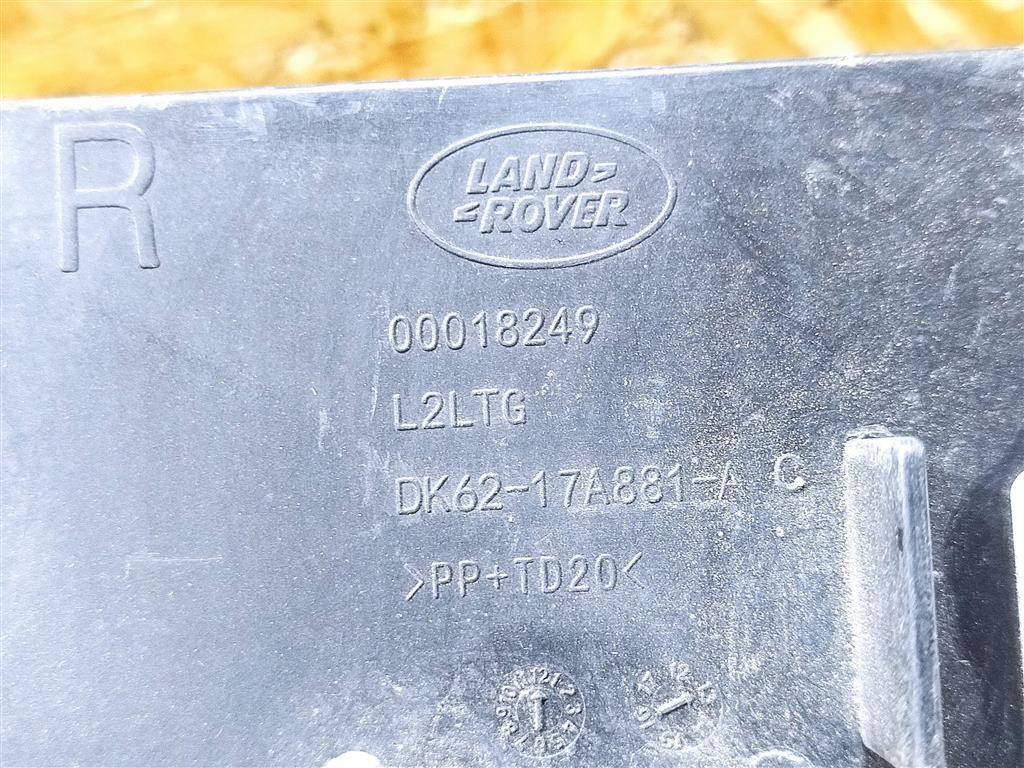 R
LAND
ROVER
00018249
L2LTG
DK62-17A881-A C
>PP+TD20<